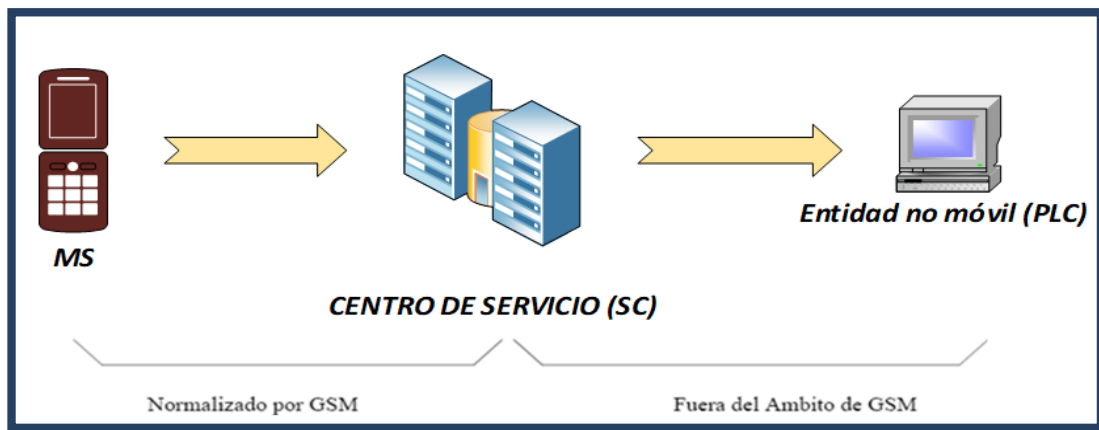 MS
CENTRO DE SERVICIO (SC)
Entidad no móvil (PLC)
Normalizado por GSM
Fuera del Ambito de GSM